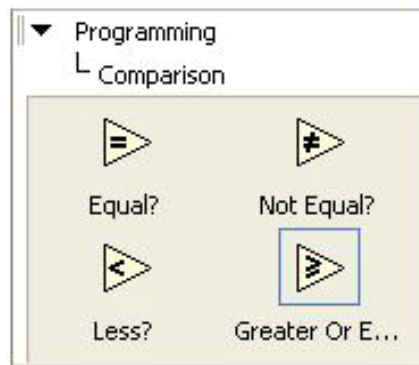 Programming
Comparison
= ≠
Equal? Not Equal?
< ≥
Less? Greater Or E...